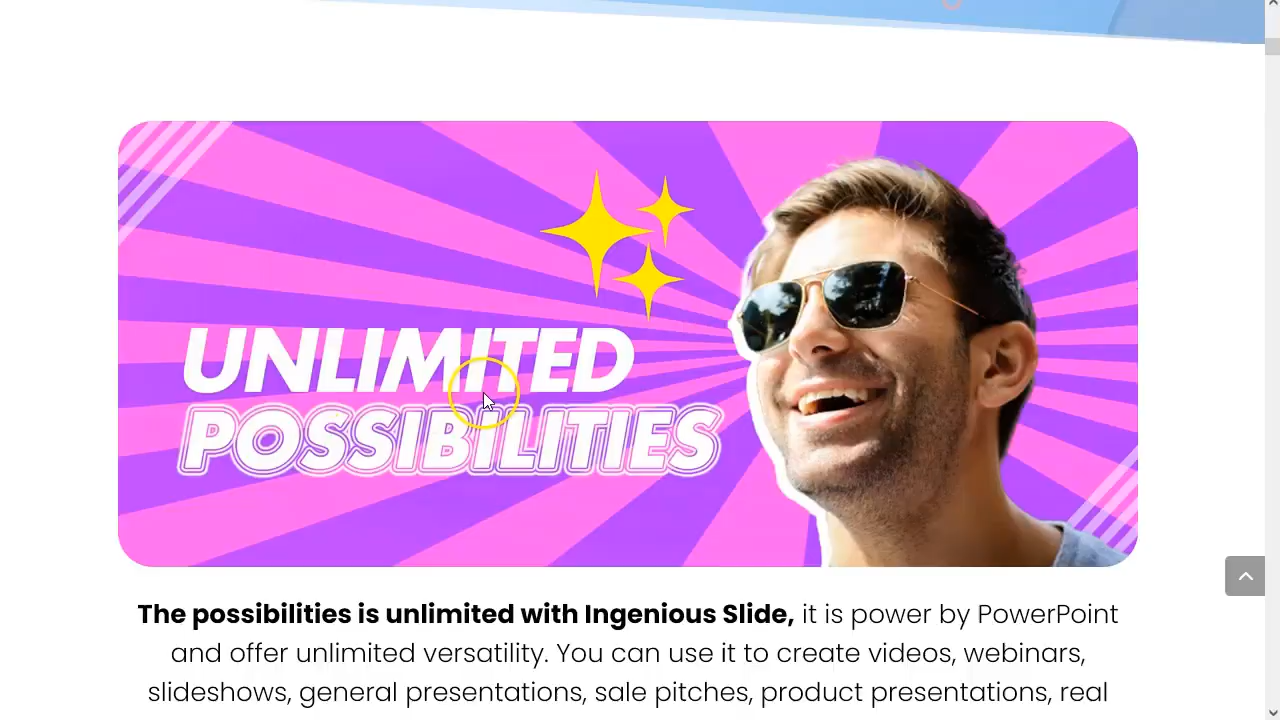 UNLIMITED
POSSIBILITIES
The possibilities is unlimited with Ingenious Slide, it is power by PowerPoint
and offer unlimited versatility. You can use it to create videos, webinars,
slideshows, general presentations, sale pitches, product presentations, real